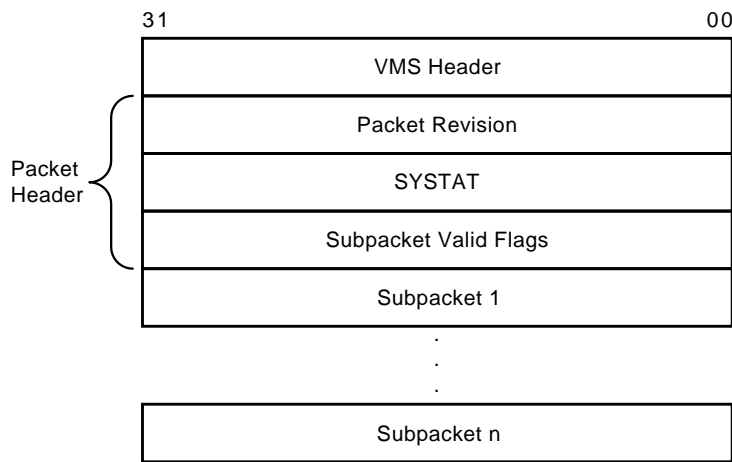 31 00
VMS Header
Packet Revision
Packet
Header
SYSTAT
Subpacket Valid Flags
Subpacket 1
.
.
.
Subpacket n